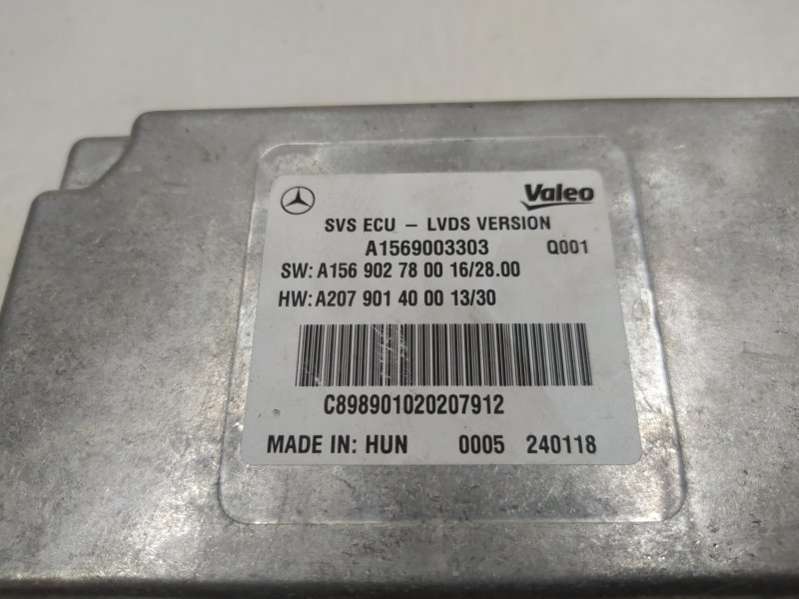 Valeo
SVS ECU – LVDS VERSION
A1569003303 Q001
SW: A156 902 78 00 16/28.00
HW: A207 901 40 00 13/30
C898901020207912
MADE IN: HUN 0005 240118